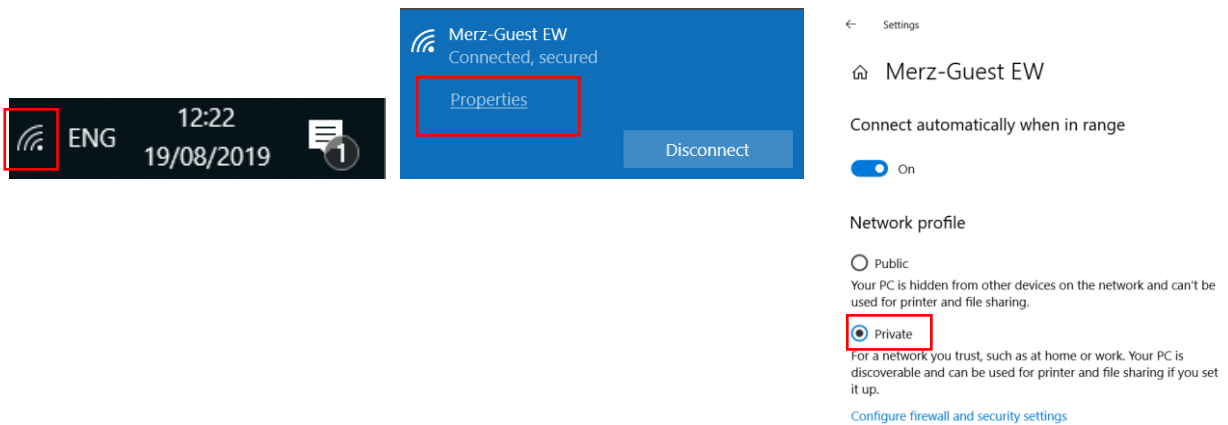 ENG
12:22
19/08/2019
1
Merz-Guest EW
Connected, secured
Properties
Disconnect
Settings
Merz-Guest EW
Connect automatically when in range
On
Network profile
Public
Your PC is hidden from other devices on the network and can't be
used for printer and file sharing.
Private
For a network you trust, such as at home or work. Your PC is
discoverable and can be used for printer and file sharing if you set
it up.
Configure firewall and security settings